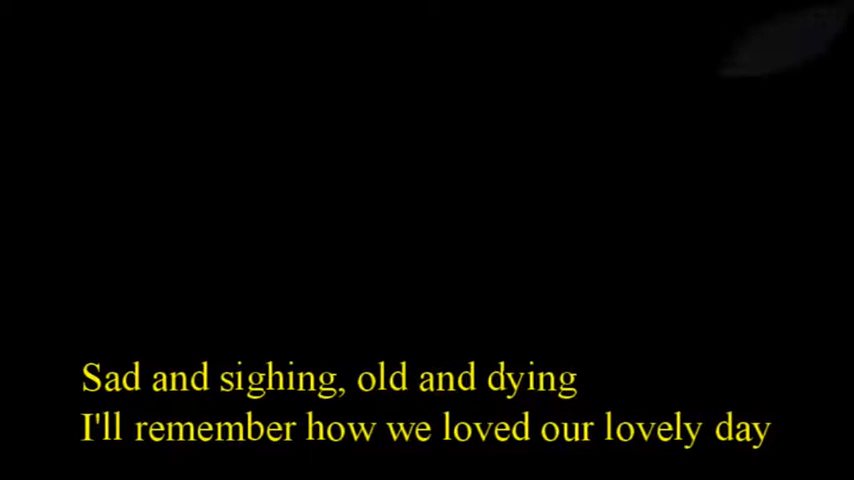 Sad and sighing, old and dying
I'll remember how we loved our lovely day